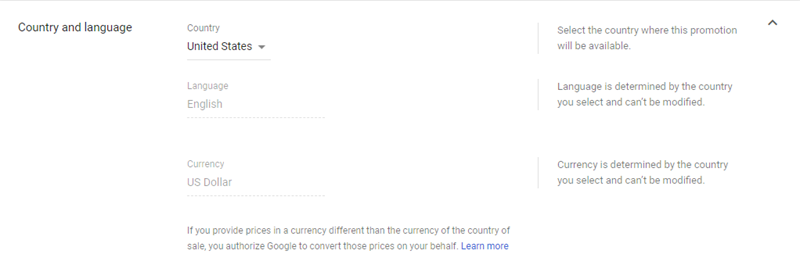 Country and language
Country
United States
Select the country where this promotion
will be available.
Language
English
Language is determined by the country
you select and can't be modified.
Currency
US Dollar
Currency is determined by the country
you select and can't be modified.
If you provide prices in a currency different than the currency of the country of
sale, you authorize Google to convert those prices on your behalf. Learn more